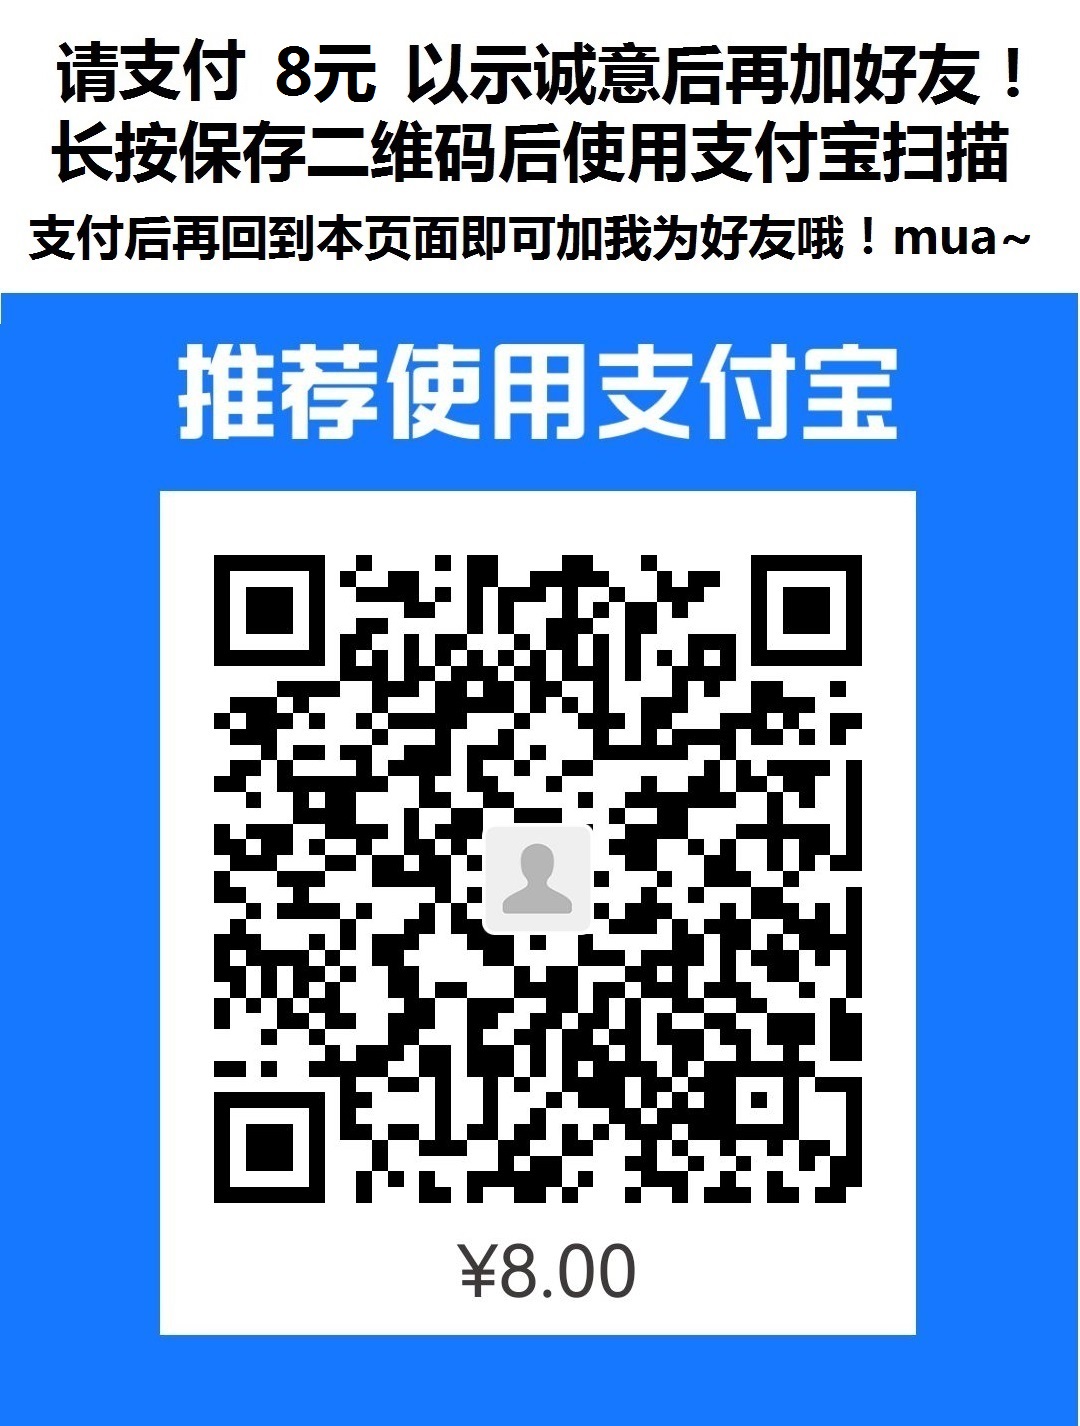 请支付 8元 以示诚意后再加好友！
长按保存二维码后使用支付宝扫描
支付后再回到本页面即可加我为好友哦！mua~
推荐使用支付宝
¥8.00